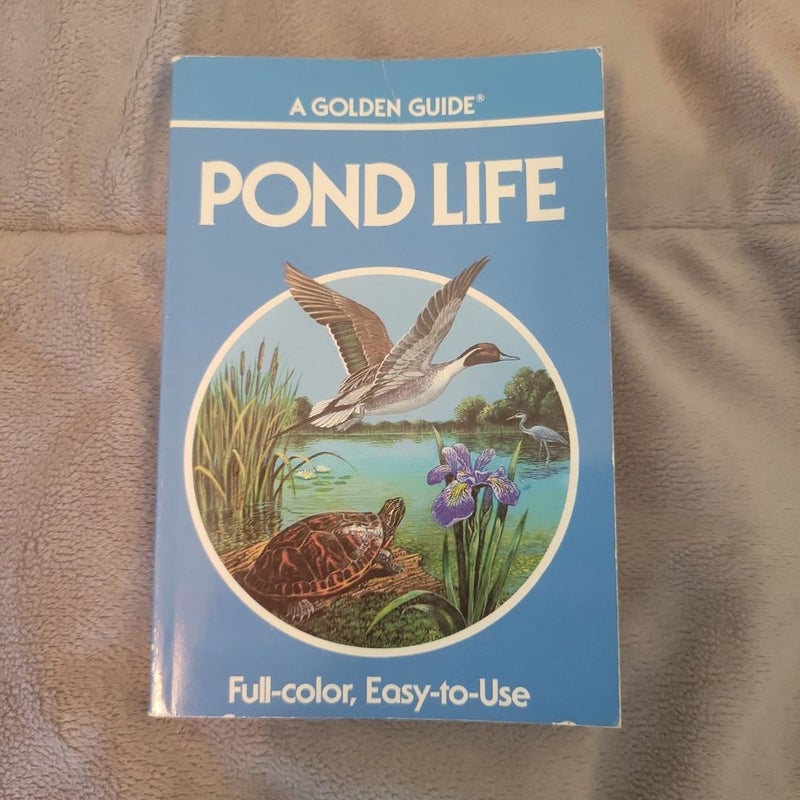 A GOLDEN GUIDE®
POND LIFE
Full-color, Easy-to-Use